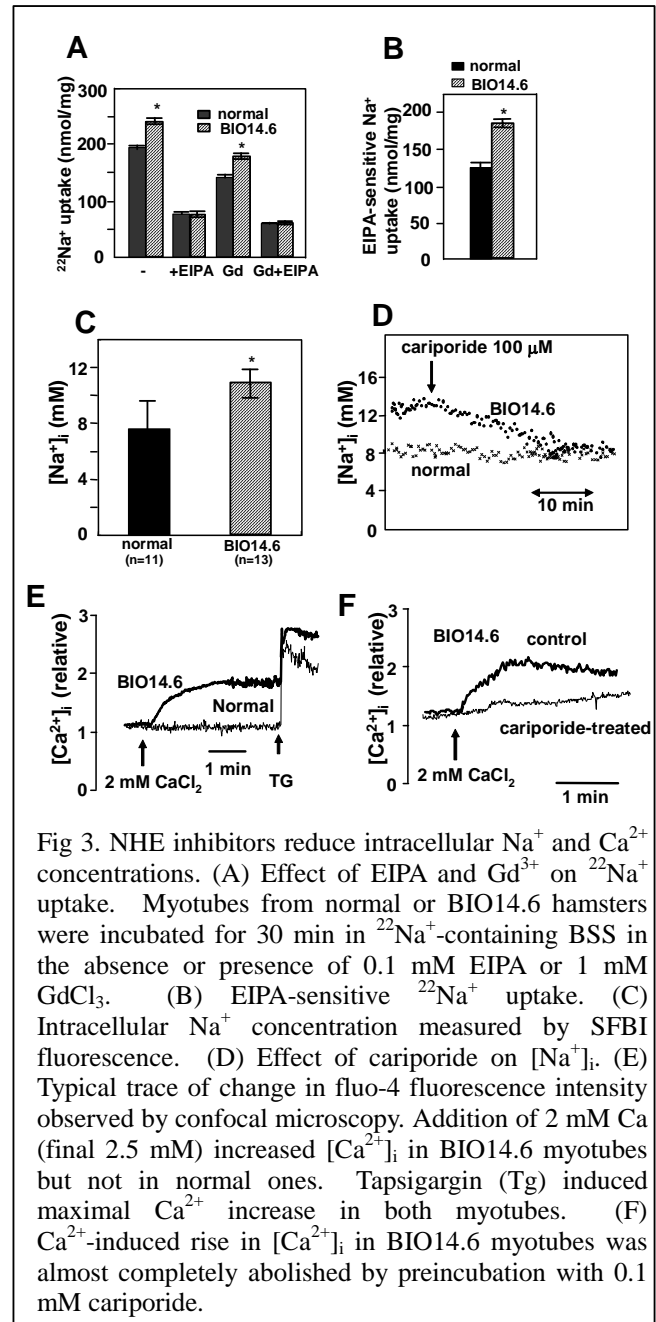 A
B
normal
BIO14.6
normal
BIO14.6
22Na+ uptake (nmol/mg)
300
200
100
0
*
*
- +EIPA Gd Gd+EIPA
EIPA-sensitive Na+
uptake (nmol/mg)
200
150
100
50
0
*
C
D
[Na+]i (mM)
12
8
4
0
*
normal
(n=11)
BIO14.6
(n=13)
cariporide 100 μM
[Na+]i (mM)
16
12
8
4
0
BIO14.6
normal
10 min
E
F
[Ca2+]i (relative)
3
2
1
0
BIO14.6
Normal
1 min
2 mM CaCl2
TG
[Ca2+]i (relative)
3
2
1
0
BIO14.6
control
cariporide-treated
2 mM CaCl2
1 min
Fig 3. NHE inhibitors reduce intracellular Na+ and Ca2+
concentrations. (A) Effect of EIPA and Gd3+ on 22Na+
uptake. Myotubes from normal or BIO14.6 hamsters
were incubated for 30 min in 22Na+-containing BSS in
the absence or presence of 0.1 mM EIPA or 1 mM
GdCl3. (B) EIPA-sensitive 22Na+ uptake. (C)
Intracellular Na+ concentration measured by SFBI
fluorescence. (D) Effect of cariporide on [Na+]i. (E)
Typical trace of change in fluo-4 fluorescence intensity
observed by confocal microscopy. Addition of 2 mM Ca
(final 2.5 mM) increased [Ca2+]i in BIO14.6 myotubes
but not in normal ones. Tapsigargin (Tg) induced
maximal Ca2+ increase in both myotubes. (F)
Ca2+-induced rise in [Ca2+]i in BIO14.6 myotubes was
almost completely abolished by preincubation with 0.1
mM cariporide.